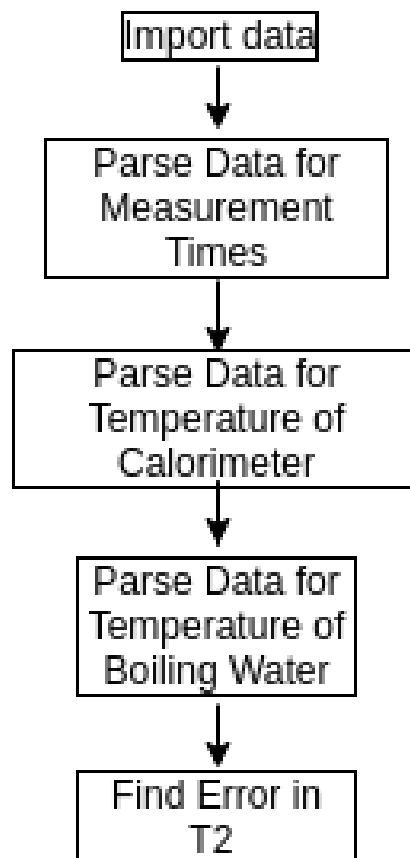 Import data
Parse Data for
Measurement
Times
Parse Data for
Temperature of
Calorimeter
Parse Data for
Temperature of
Boiling Water
Find Error in
T2